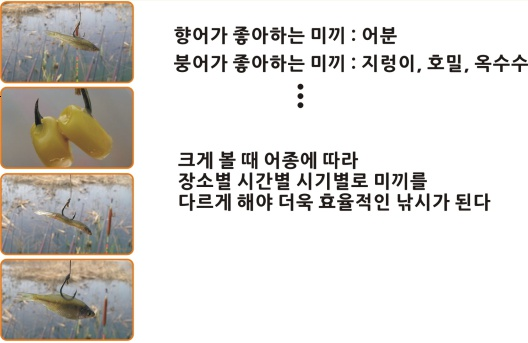 향어가 좋아하는 미끼 : 어분
붕어가 좋아하는 미끼 : 지렁이, 호밀, 옥수수
크게 볼 때 어종에 따라
장소별 시간별 시기별로 미끼를
다르게 해야 더욱 효율적인 낚시가 된다